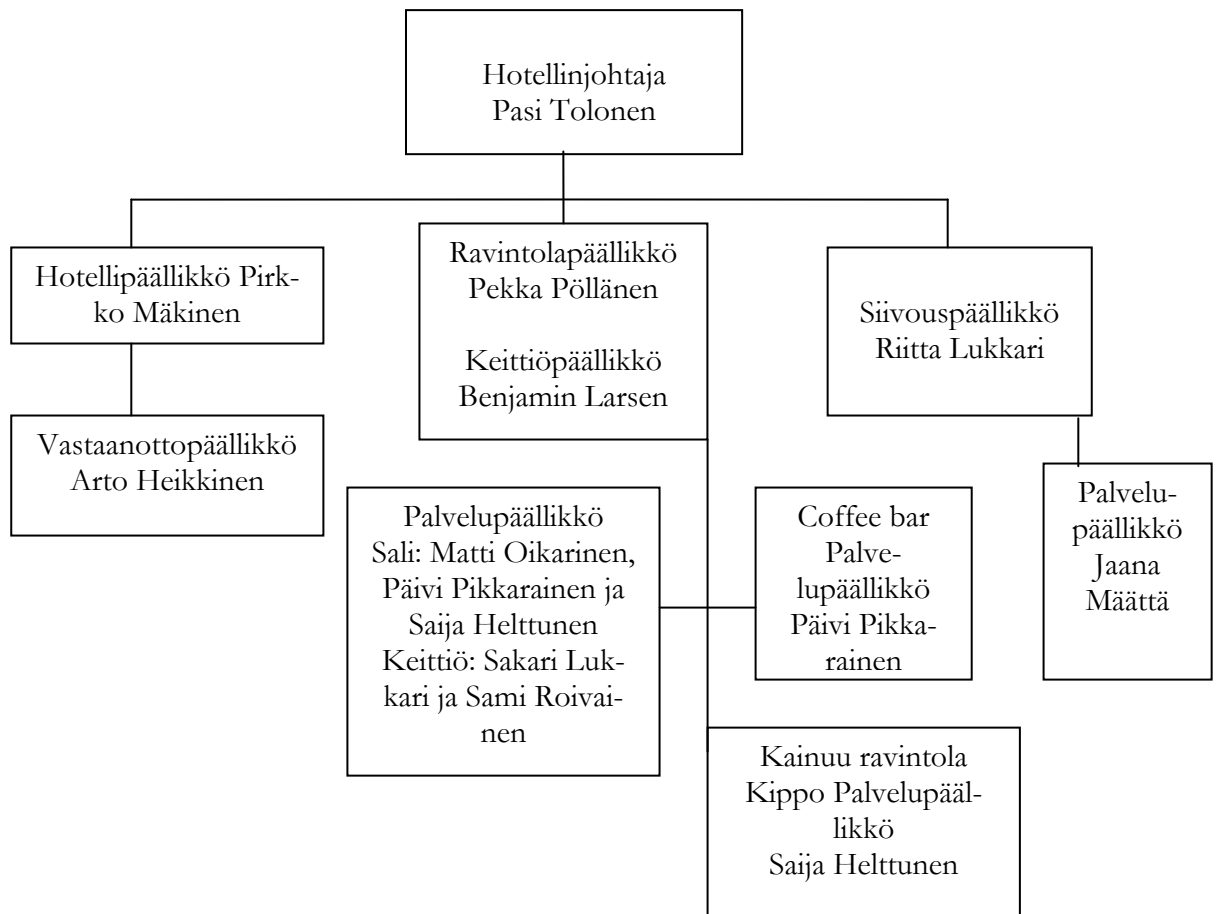 Hotellinjohtaja
Pasi Tolonen
Hotellipäällikkö Pirk-
ko Mäkinen
Ravintolapäällikkö
Pekka Pöllänen
Keittiöpäällikkö
Benjamin Larsen
Siivouspäällikkö
Riitta Lukkari
Vastaanottopäällikkö
Arto Heikkinen
Palvelupäällikkö
Sali: Matti Oikarinen,
Päivi Pikkarainen ja
Saija Helttunen
Keittiö: Sakari Luk-
kari ja Sami Roivai-
nen
Coffee bar
Palve-
lupäällikkö
Päivi Pikka-
rainen
Palvelu-
päällikkö
Jaana
Määttä
Kainuu ravintola
Kippo Palvelupääl-
likkö
Saija Helttunen